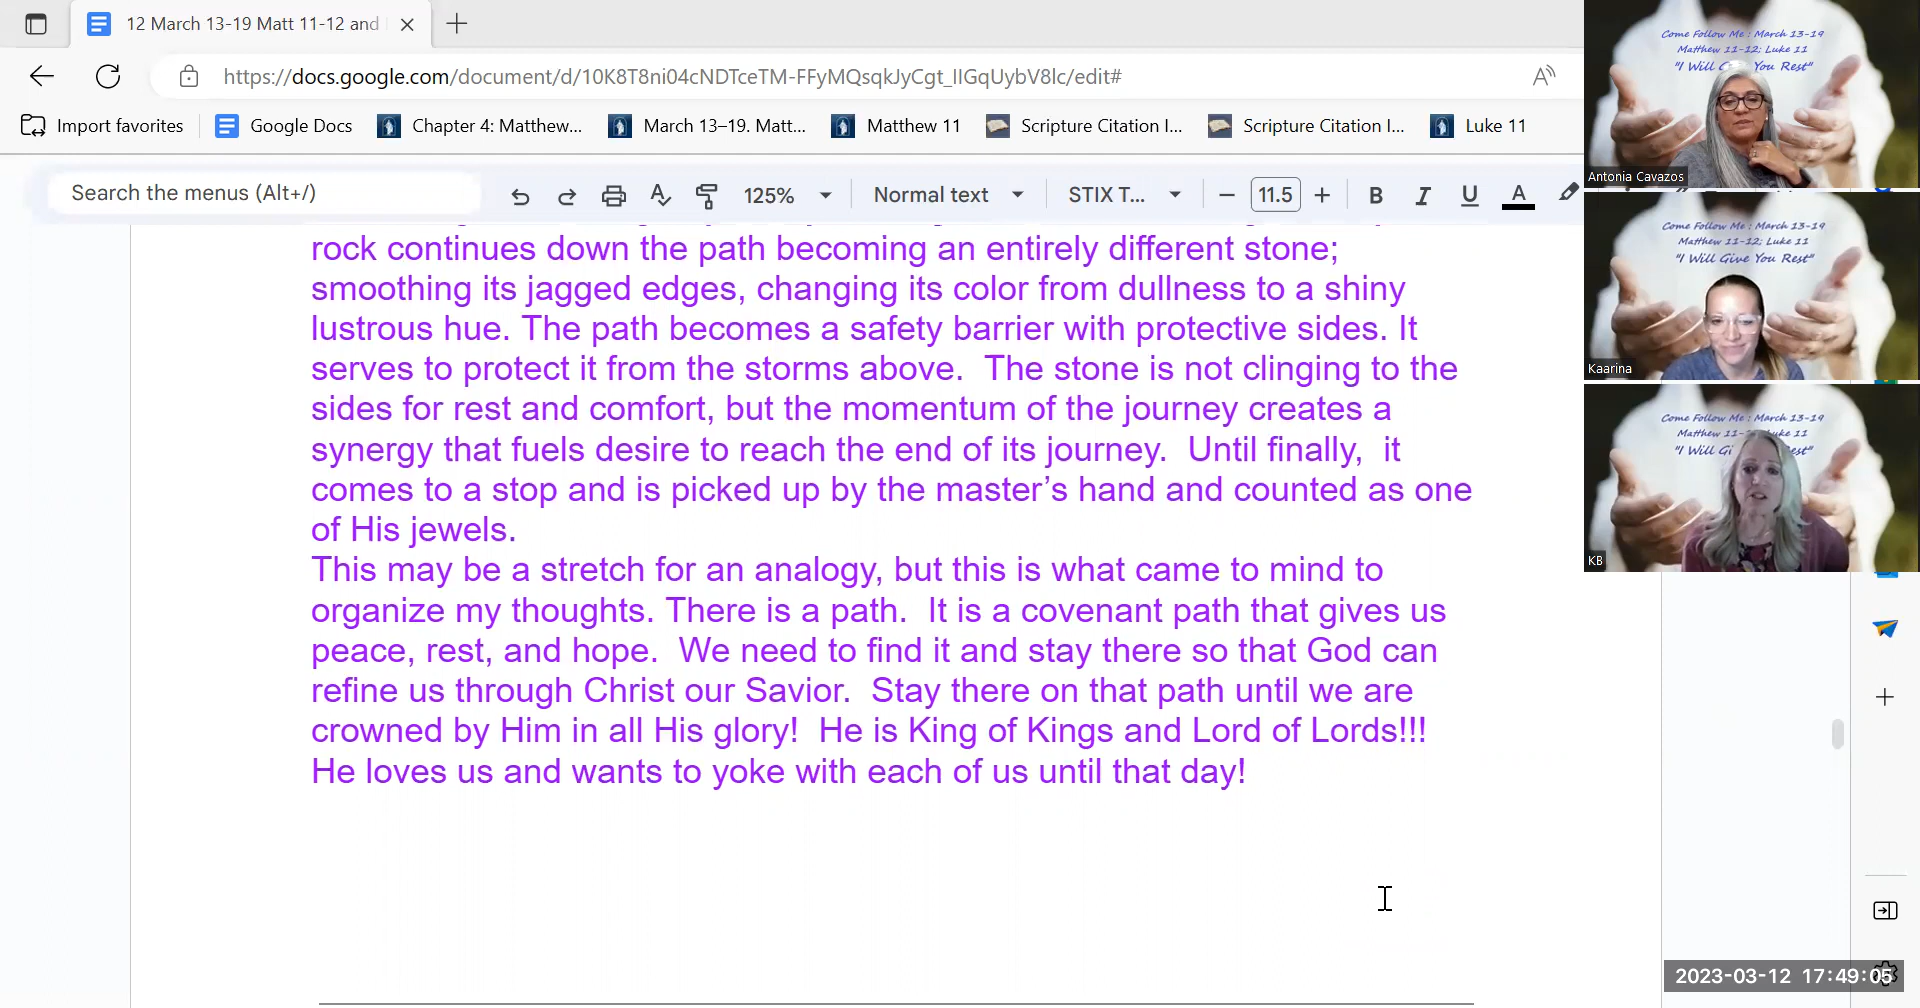 12 March 13-19 Matt 11-12 and
https://docs.google.com/document/d/10K8T8ni04cNDTceTM-FFyMQsqkJyCgt_IIGqUybV8lc/edit#
Import favorites Google Docs Chapter 4: Matthew... March 13–19. Matt... Matthew 11 Scripture Citation I... Scripture Citation I... Luke 11
Search the menus (Alt+/) 125% Normal text STIX T... 11.5 B I U A
rock continues down the path becoming an entirely different stone;
smoothing its jagged edges, changing its color from dullness to a shiny
lustrous hue. The path becomes a safety barrier with protective sides. It
serves to protect it from the storms above. The stone is not clinging to the
sides for rest and comfort, but the momentum of the journey creates a
synergy that fuels desire to reach the end of its journey. Until finally, it
comes to a stop and is picked up by the master's hand and counted as one
of His jewels.
This may be a stretch for an analogy, but this is what came to mind to
organize my thoughts. There is a path. It is a covenant path that gives us
peace, rest, and hope. We need to find it and stay there so that God can
refine us through Christ our Savior. Stay there on that path until we are
crowned by Him in all His glory! He is King of Kings and Lord of Lords!!!
He loves us and wants to yoke with each of us until that day!
Come Follow Me: March 13-19
Matthew 11-12; Luke 11
"I Will You Rest"
Antonia Cavazos
Come Follow Me: March 13-19
Matthew 11-12; Luke 11
"I Will Give You Rest"
Kaarina
Come Follow Me: March 13-19
Matthew 11- uke 11
"I Will Gi est"
KB
2023-03-12 17:49:05